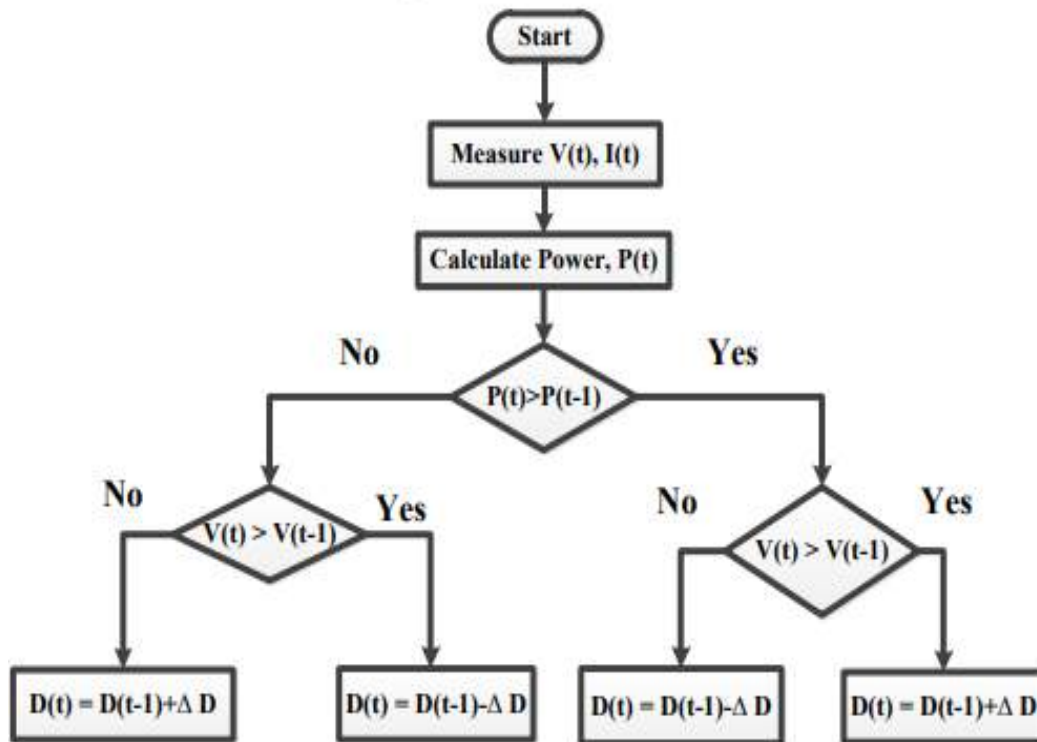 Start
Measure V(t), I(t)
Calculate Power, P(t)
No
Yes
P(t)>P(t-1)
No
Yes
No
Yes
V(t) > V(t-1)
V(t) > V(t-1)
D(t) = D(t-1)+Δ D
D(t) = D(t-1)-Δ D
D(t) = D(t-1)-Δ D
D(t) = D(t-1)+Δ D